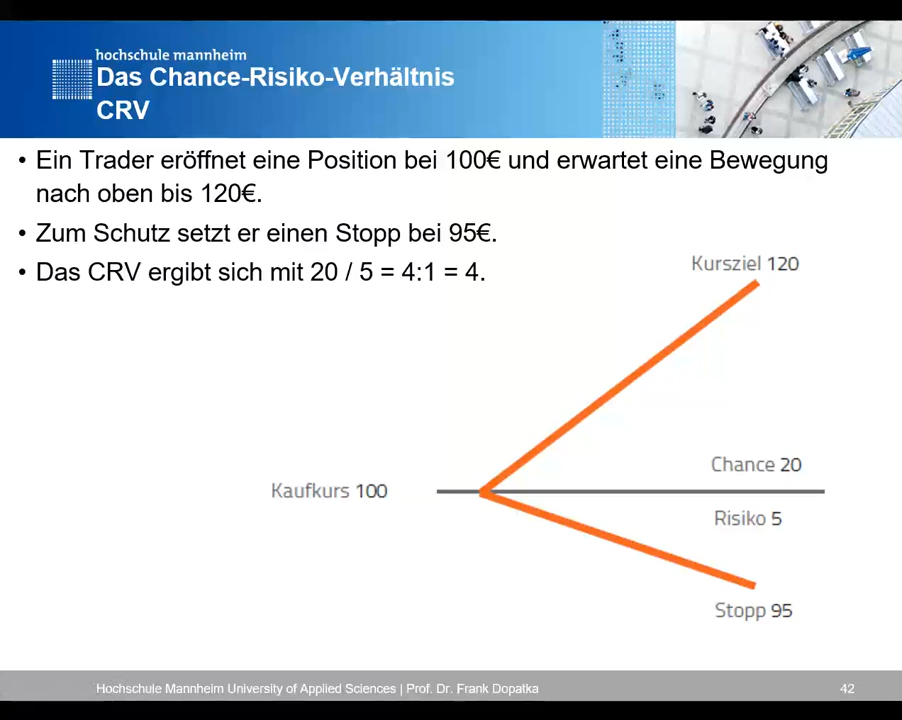 hochschule mannheim
Das Chance-Risiko-Verhältnis
CRV
• Ein Trader eröffnet eine Position bei 100€ und erwartet eine Bewegung
nach oben bis 120€.
• Zum Schutz setzt er einen Stopp bei 95€.
• Das CRV ergibt sich mit 20 / 5 = 4:1 = 4.
Kursziel 120
Chance 20
Kaufkurs 100
Risiko 5
Stopp 95
Hochschule Mannheim University of Applied Sciences | Prof. Dr. Frank Dopatka
42